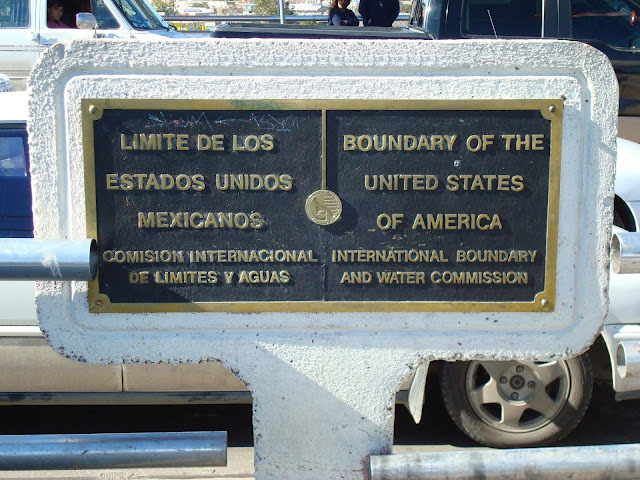 LIMITE DE LOS
ESTADOS UNIDOS
MEXICANOS
COMISION INTERNACIONAL
DE LIMITES Y AGUAS
BOUNDARY OF THE
UNITED STATES
OF AMERICA
INTERNATIONAL BOUNDARY
AND WATER COMMISSION